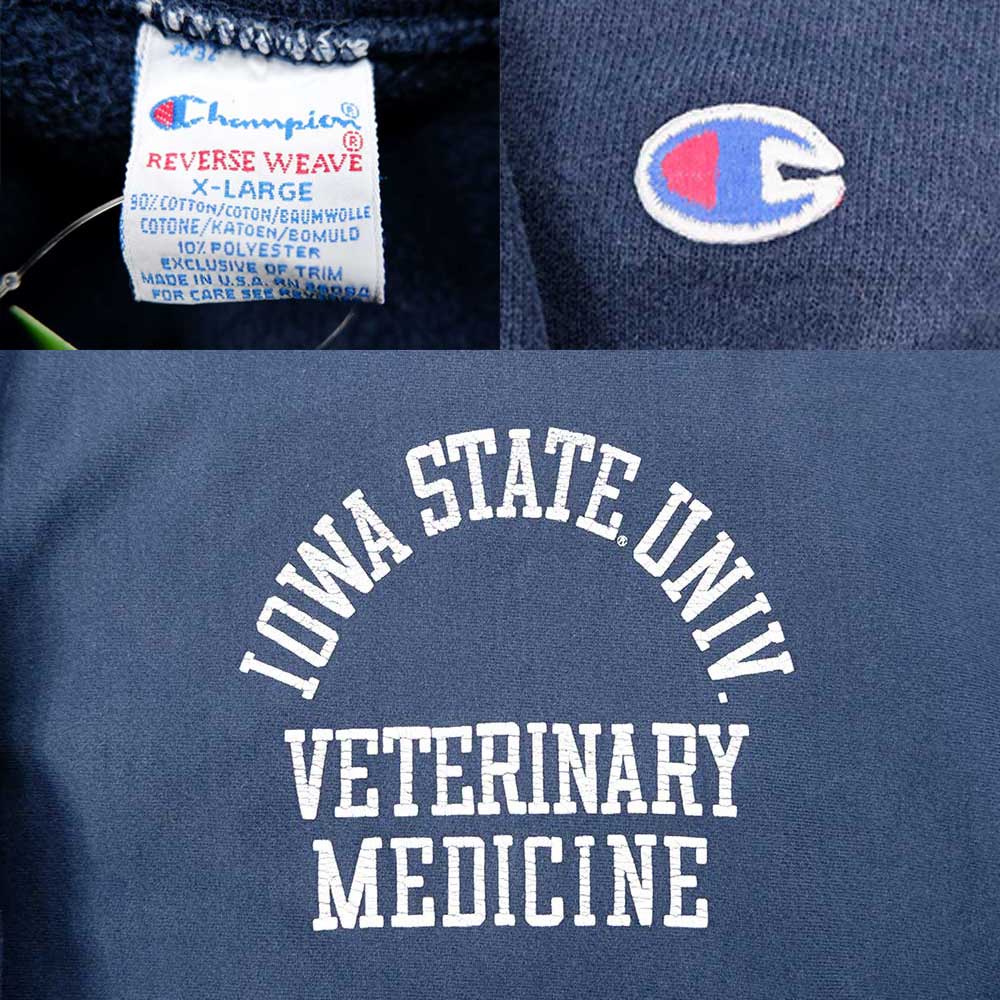 Champion®
®
REVERSE WEAVE
X-LARGE
90% COTTON/COTON/BAUMWOLLE
COTONE/KATOEN/BOMULD
10% POLYESTER
EXCLUSIVE OF TRIM
MADE IN U.S.A. RN
FOR CARE SEE
IOWA STATE® UNIV.
VETERINARY
MEDICINE